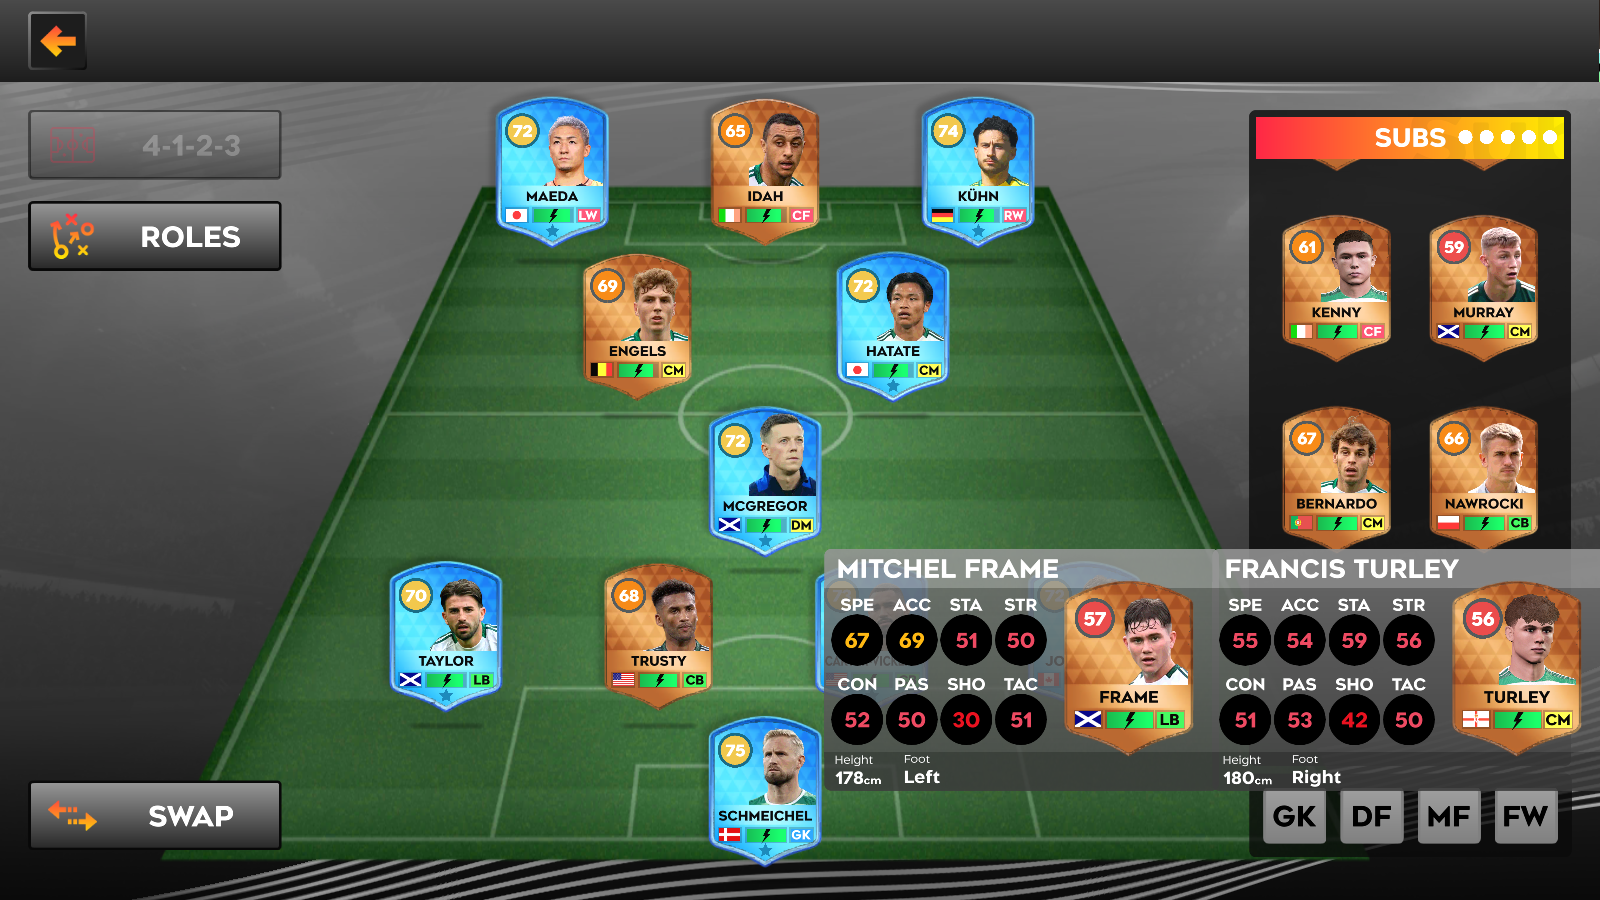 4-1-2-3
ROLES
SWAP
72
MAEDA
LW
65
IDAH
CF
74
KÜHN
RW
69
ENGELS
CM
72
HATATE
CM
72
MCGREGOR
DM
70
TAYLOR
LB
68
TRUSTY
CB
75
SCHMEICHEL
GK
SUBS
61
KENNY
CF
59
MURRAY
CM
67
BERNARDO
CM
66
NAWROCKI
CB
MITCHEL FRAME
SPE ACC STA STR
67 69 51 50
CON PAS SHO TAC
52 50 30 51
Height Foot
178cm Left
57
FRAME
LB
FRANCIS TURLEY
SPE ACC STA STR
55 54 59 56
CON PAS SHO TAC
51 53 42 50
Height Foot
180cm Right
56
TURLEY
CM
72
JO
GK DF MF FW